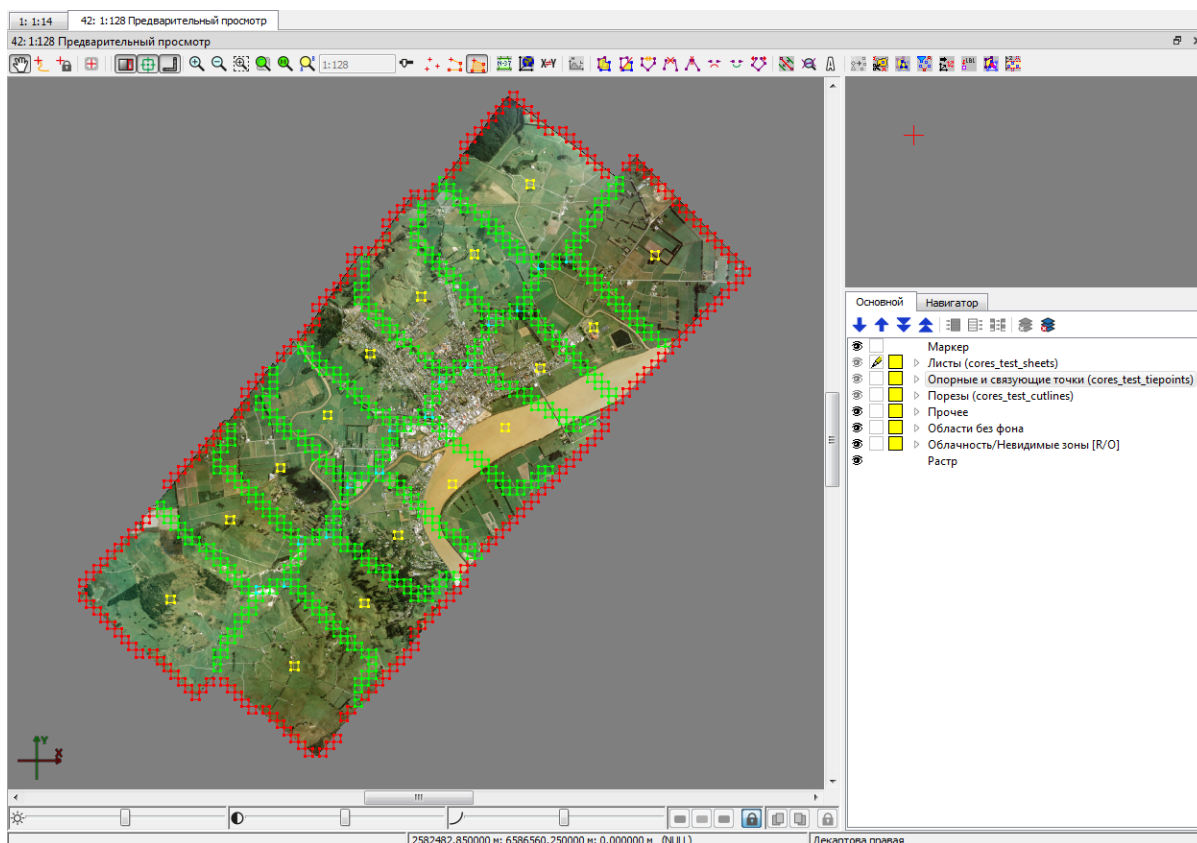 1: 1:14
42: 1:128 Предварительный просмотр
42: 1:128 Предварительный просмотр
1:128
X=Y
LBL
Y
X
Основной
Навигатор
Маркер
Листы (cores_test_sheets)
Опорные и связующие точки (cores_test_tiepoints)
Порезы (cores_test_cutlines)
Прочее
Области без фона
Облачность/Невидимые зоны [R/O]
Растр
2582482,850000 м; 6586560,250000 м; 0,000000 м (NULL)
Декартова правая